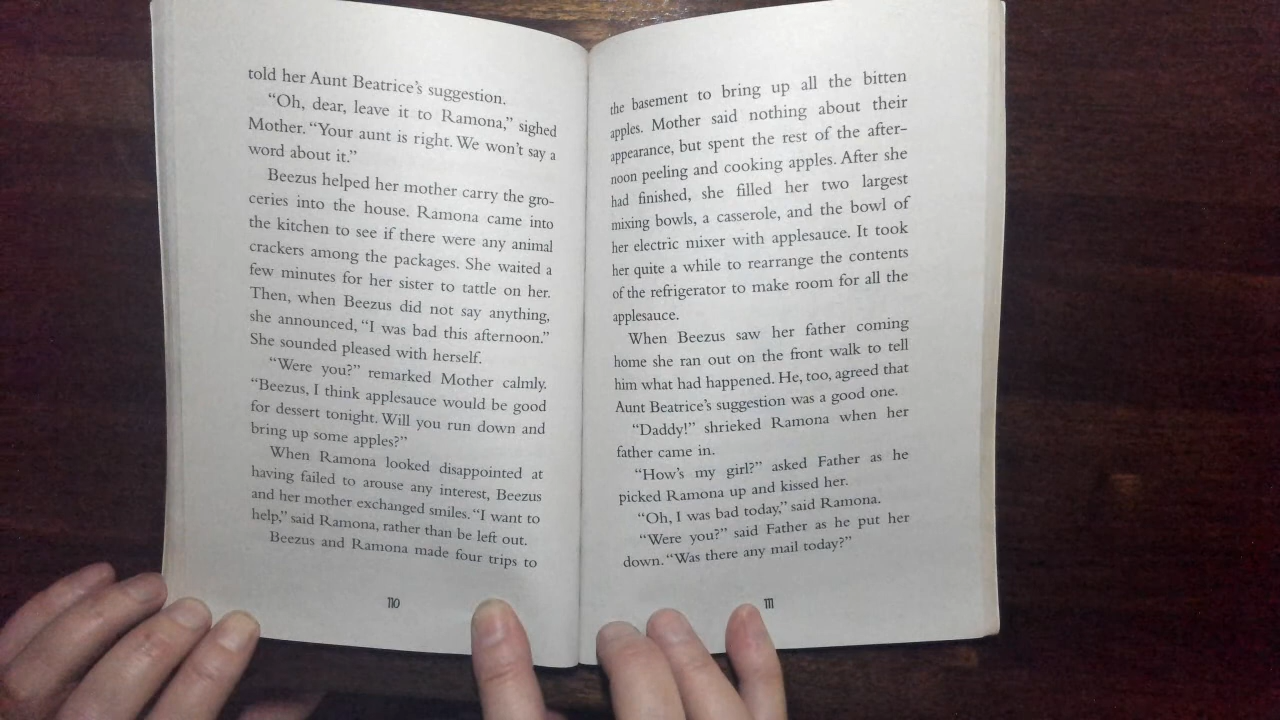 told her Aunt Beatrice's suggestion.
“Oh, dear, leave it to Ramona,” sighed
Mother. “Your aunt is right. We won't say a
word about it.”
Beezus helped her mother carry the gro-
ceries into the house. Ramona came into
the kitchen to see if there were any animal
crackers among the packages. She waited a
few minutes for her sister to tattle on her.
Then, when Beezus did not say anything,
she announced, “I was bad this afternoon.”
She sounded pleased with herself.
“Were you?” remarked Mother calmly.
“Beezus, I think applesauce would be good
for dessert tonight. Will you run down and
bring up some apples?”
When Ramona looked disappointed at
having failed to arouse any interest, Beezus
and her mother exchanged smiles. “I want to
help,” said Ramona, rather than be left out.
Beezus and Ramona made four trips to
110
the basement to bring up all the bitten
apples. Mother said nothing about their
appearance, but spent the rest of the after-
noon peeling and cooking apples. After she
had finished, she filled her two largest
mixing bowls, a casserole, and the bowl of
her electric mixer with applesauce. It took
her quite a while to rearrange the contents
of the refrigerator to make room for all the
applesauce.
When Beezus saw her father coming
home she ran out on the front walk to tell
him what had happened. He, too, agreed that
Aunt Beatrice's suggestion was a good one.
“Daddy!” shrieked Ramona when her
father came in.
“How's my girl?” asked Father as he
picked Ramona up and kissed her.
“Oh, I was bad today,” said Ramona.
“Were you?” said Father as he put her
down. “Was there any mail today?”
111